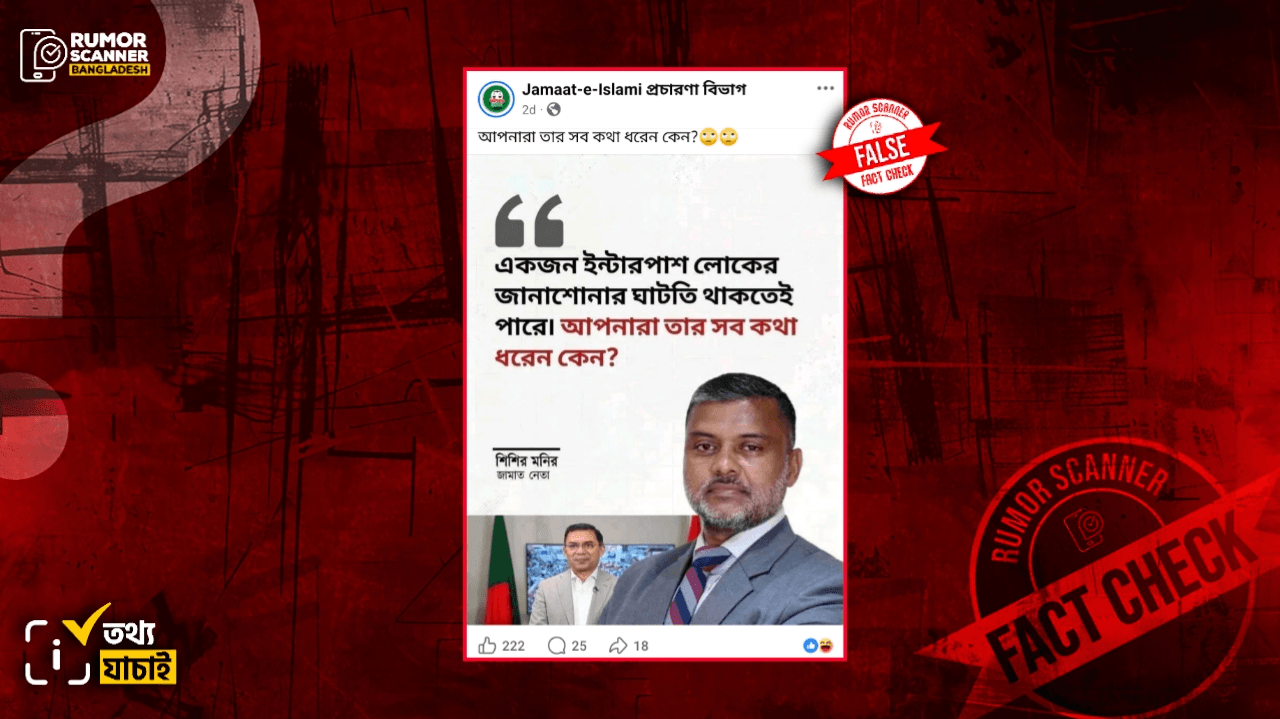 RUMOR
SCANNER
BANGLADESH
Jamaat-e-Islami প্রচারণা বিভাগ
2d
আপনারা তার সব কথা ধরেন কেন?🙄🙄
RUMOR SCANNER
FALSE
FACT CHECK
একজন ইন্টারপাশ লোকের
জানাশোনার ঘাটতি থাকতেই
পারে। আপনারা তার সব কথা
ধরেন কেন?
শিশির মনির
জামাত নেতা
222
25
18
তথ্য
যাচাই
RUMOR SCANNER
FACT CHECK